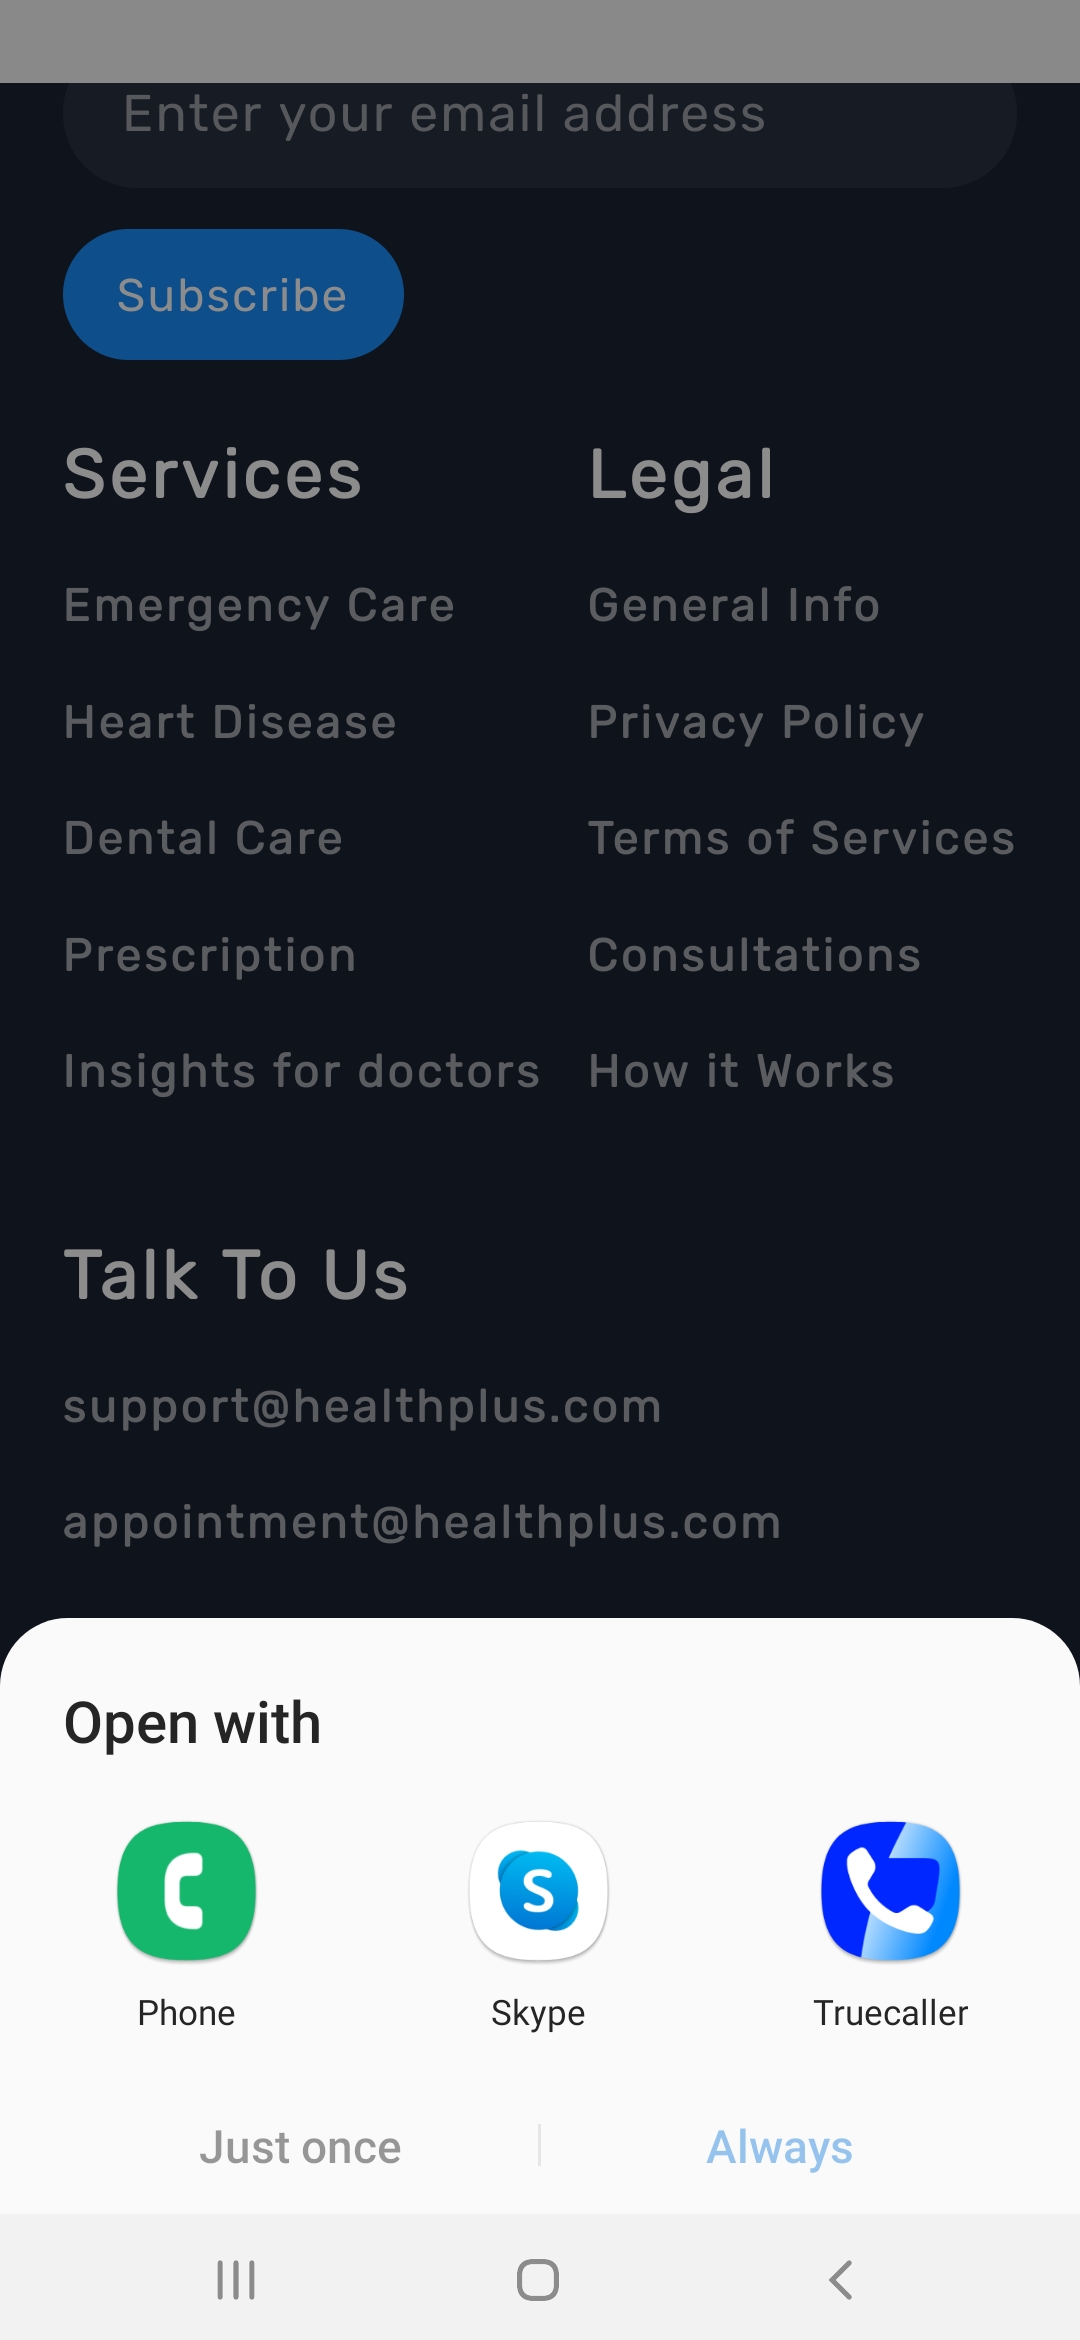 Enter your email address
Subscribe
Services
Emergency Care
Heart Disease
Dental Care
Prescription
Insights for doctors
Legal
General Info
Privacy Policy
Terms of Services
Consultations
How it Works
Talk To Us
support@healthplus.com
appointment@healthplus.com
Open with
Phone
Skype
Truecaller
Just once
Always